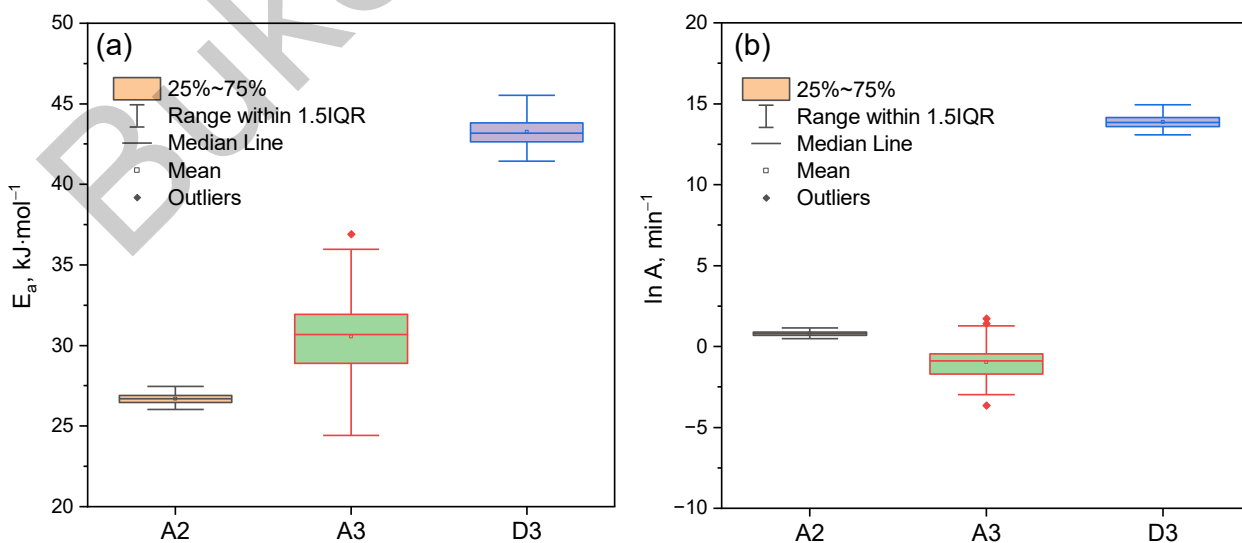 (a)
25%~75%
Range within 1.5IQR
Median Line
Mean
Outliers
Eₐ, kJ·mol⁻¹
50
45
40
35
30
25
20
A2 A3 D3
(b)
25%~75%
Range within 1.5IQR
Median Line
Mean
Outliers
ln A, min⁻¹
20
15
10
5
0
−5
−10
A2 A3 D3